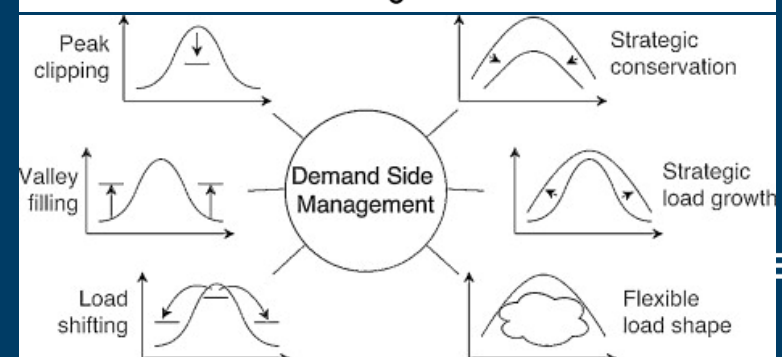 Peak
clipping
Strategic
conservation
Valley
filling
Demand Side
Management
Strategic
load growth
Load
shifting
Flexible
load shape